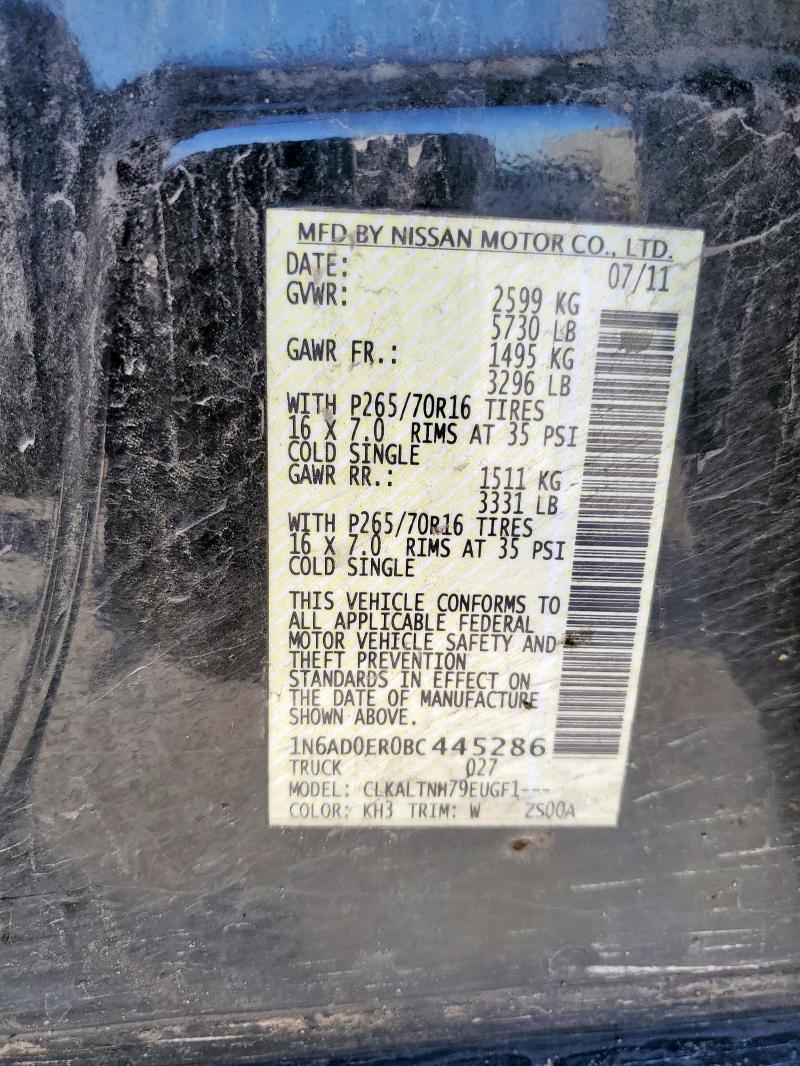 MFD BY NISSAN MOTOR CO., LTD.
DATE: 07/11
GVWR: 2599 KG
5730 LB
GAWR FR.: 1495 KG
3296 LB
WITH P265/70R16 TIRES
16 X 7.0 RIMS AT 35 PSI
COLD SINGLE
GAWR RR.: 1511 KG
3331 LB
WITH P265/70R16 TIRES
16 X 7.0 RIMS AT 35 PSI
COLD SINGLE
THIS VEHICLE CONFORMS TO
ALL APPLICABLE FEDERAL
MOTOR VEHICLE SAFETY AND
THEFT PREVENTION
STANDARDS IN EFFECT ON
THE DATE OF MANUFACTURE
SHOWN ABOVE.
1N6AD0ER0BC445286
TRUCK 027
MODEL: CLKALTNH79EUGF1---
COLOR: KH3 TRIM: W 2S00A